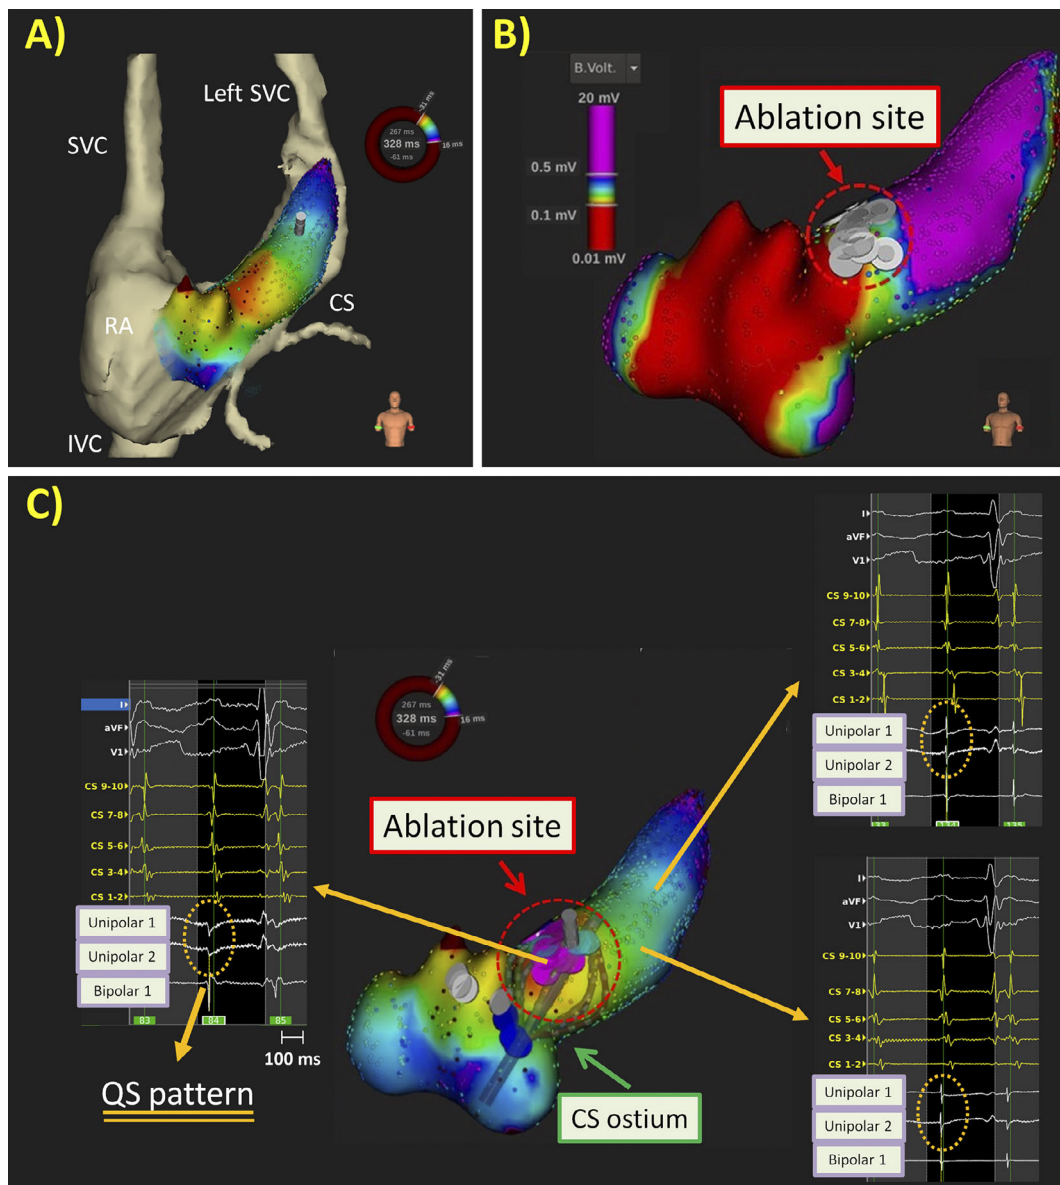 A)
Left SVC
SVC
-31 ms
267 ms
328 ms
-61 ms
16 ms
RA
CS
IVC
B)
B.Volt.
20 mV
0.5 mV
0.1 mV
0.01 mV
Ablation site
C)
I
aVF
V1
CS 9-10
CS 7-8
CS 5-6
CS 3-4
CS 1-2
Unipolar 1
Unipolar 2
Bipolar 1
83
84
85
100 ms
QS pattern
-31 ms
267 ms
328 ms
-61 ms
16 ms
Ablation site
CS ostium
I
aVF
V1
CS 9-10
CS 7-8
CS 5-6
CS 3-4
CS 1-2
Unipolar 1
Unipolar 2
Bipolar 1
135
I
aVF
V1
CS 9-10
CS 7-8
CS 5-6
CS 3-4
CS 1-2
Unipolar 1
Unipolar 2
Bipolar 1